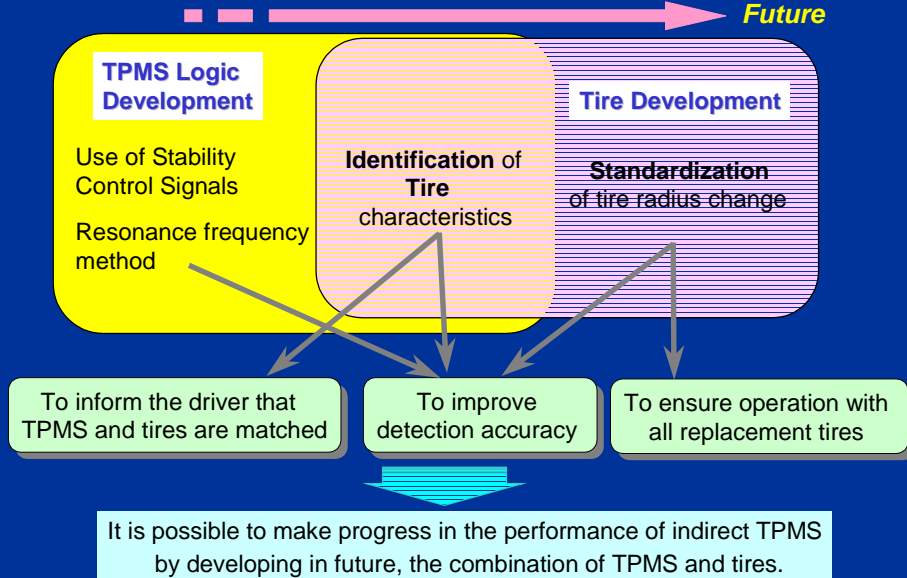 Future
TPMS Logic
Development
Use of Stability
Control Signals
Resonance frequency
method
Identification of
Tire
characteristics
Tire Development
Standardization
of tire radius change
To inform the driver that
TPMS and tires are matched
To improve
detection accuracy
To ensure operation with
all replacement tires
It is possible to make progress in the performance of indirect TPMS
by developing in future, the combination of TPMS and tires.